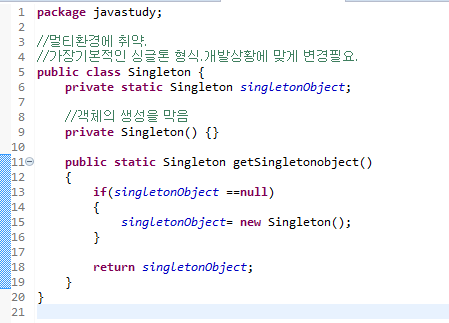 1 package javastudy;
2
3 //멀티환경에 취약.
4 //가장기본적인 싱글톤 형식.개발상황에 맞게 변경필요.
5 public class Singleton {
6     private static Singleton singletonObject;
7
8     //객체의 생성을 막음
9     private Singleton() {}
10
11     public static Singleton getSingletonobject()
12     {
13         if(singletonObject ==null)
14         {
15             singletonObject= new Singleton();
16         }
17
18         return singletonObject;
19     }
20 }
21